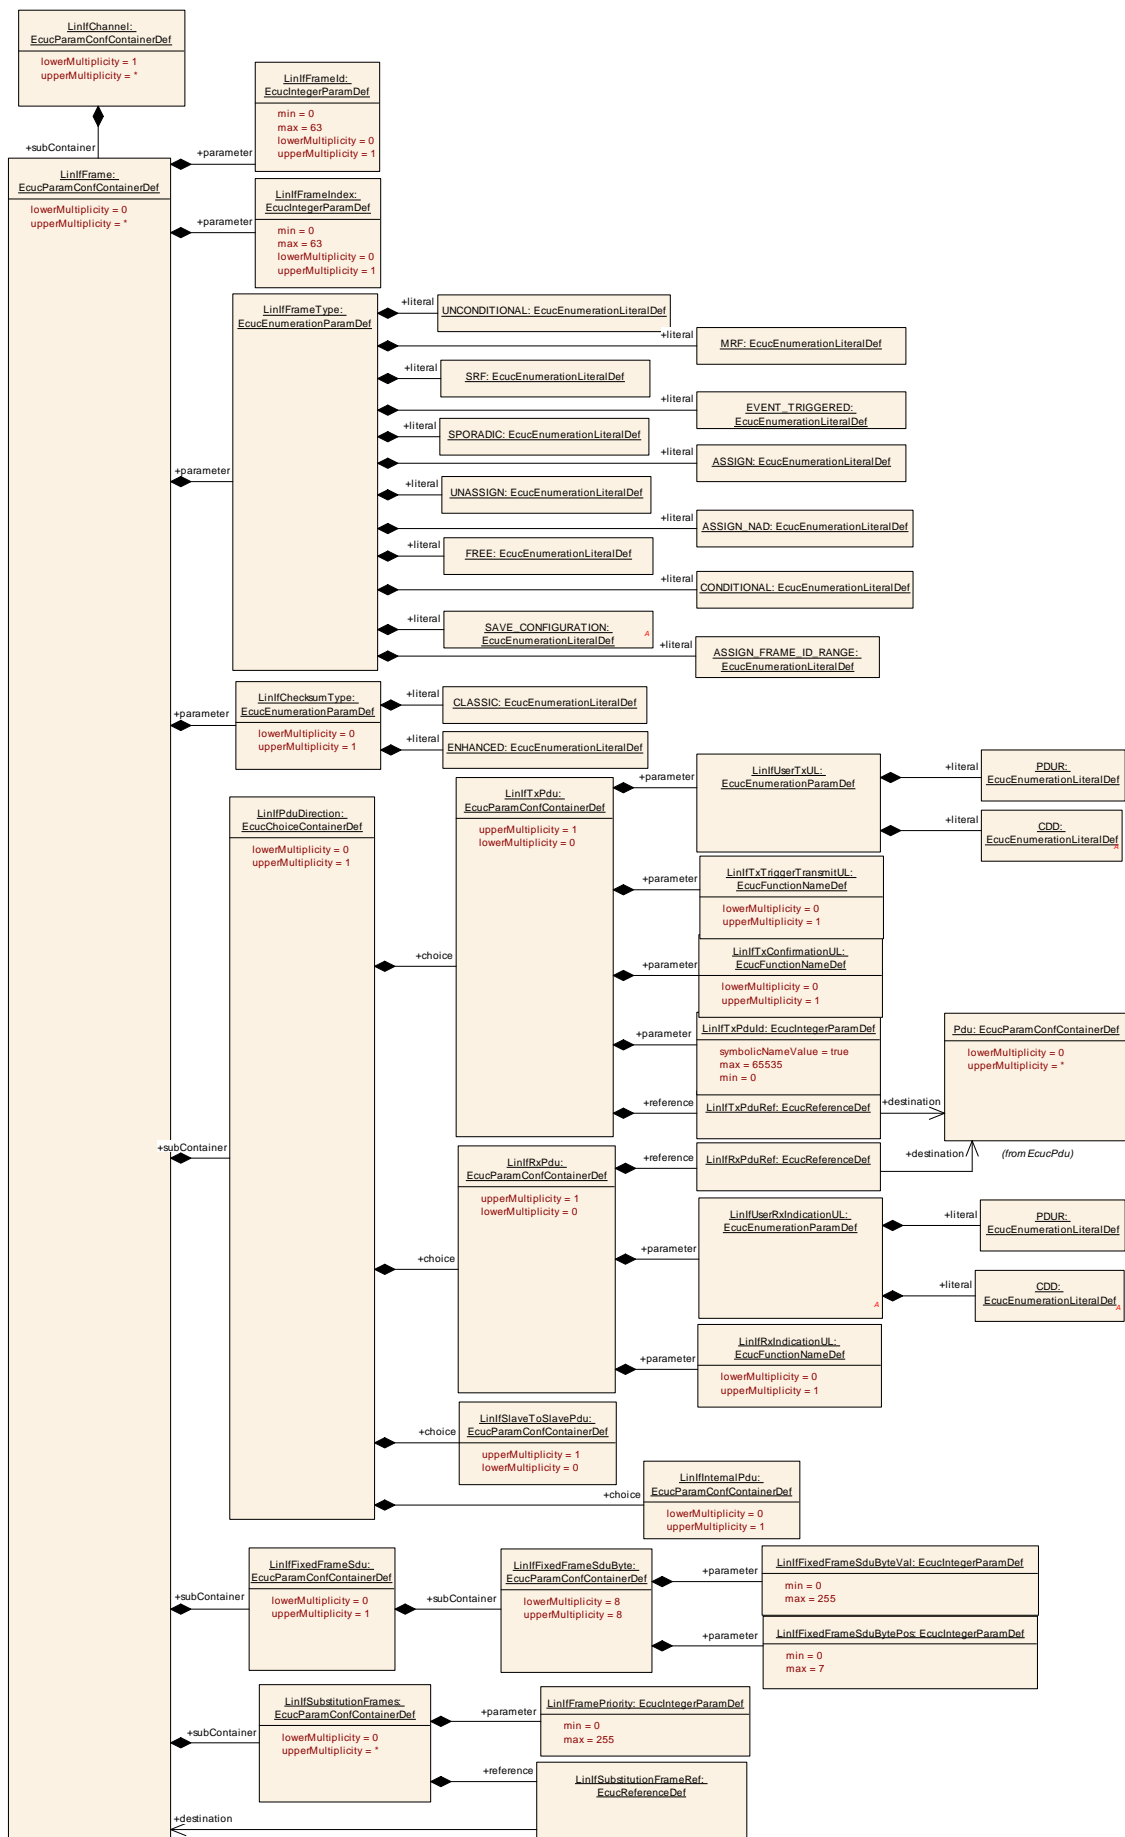 LinIfChannel:
EcucParamConfContainerDef
lowerMultiplicity = 1
upperMultiplicity = *
+subContainer
LinIfFrame:
EcucParamConfContainerDef
lowerMultiplicity = 0
upperMultiplicity = *
+parameter
LinIfFrameId:
EcucIntegerParamDef
min = 0
max = 63
lowerMultiplicity = 0
upperMultiplicity = 1
+parameter
LinIfFrameIndex:
EcucIntegerParamDef
min = 0
max = 63
lowerMultiplicity = 0
upperMultiplicity = 1
+parameter
LinIfFrameType:
EcucEnumerationParamDef
+literal
UNCONDITIONAL: EcucEnumerationLiteralDef
+literal
MRF: EcucEnumerationLiteralDef
+literal
SRF: EcucEnumerationLiteralDef
+literal
EVENT_TRIGGERED:
EcucEnumerationLiteralDef
+literal
SPORADIC: EcucEnumerationLiteralDef
+literal
ASSIGN: EcucEnumerationLiteralDef
+literal
UNASSIGN: EcucEnumerationLiteralDef
+literal
ASSIGN_NAD: EcucEnumerationLiteralDef
+literal
FREE: EcucEnumerationLiteralDef
+literal
CONDITIONAL: EcucEnumerationLiteralDef
+literal
SAVE_CONFIGURATION:
EcucEnumerationLiteralDef
A
+literal
ASSIGN_FRAME_ID_RANGE:
EcucEnumerationLiteralDef
+parameter
LinIfChecksumType:
EcucEnumerationParamDef
lowerMultiplicity = 0
upperMultiplicity = 1
+literal
CLASSIC: EcucEnumerationLiteralDef
+literal
ENHANCED: EcucEnumerationLiteralDef
+subContainer
LinIfPduDirection:
EcucChoiceContainerDef
lowerMultiplicity = 0
upperMultiplicity = 1
+choice
LinIfTxPdu:
EcucParamConfContainerDef
upperMultiplicity = 1
lowerMultiplicity = 0
+parameter
LinIfUserTxUL:
EcucEnumerationParamDef
+literal
PDUR:
EcucEnumerationLiteralDef
+literal
CDD:
EcucEnumerationLiteralDef
A
+parameter
LinIfTxTriggerTransmitUL:
EcucFunctionNameDef
lowerMultiplicity = 0
upperMultiplicity = 1
+parameter
LinIfTxConfirmationUL:
EcucFunctionNameDef
lowerMultiplicity = 0
upperMultiplicity = 1
+parameter
LinIfTxPduId: EcucIntegerParamDef
symbolicNameValue = true
max = 65535
min = 0
+reference
LinIfTxPduRef: EcucReferenceDef
+destination
Pdu: EcucParamConfContainerDef
lowerMultiplicity = 0
upperMultiplicity = *
(from EcucPdu)
+choice
LinIfRxPdu:
EcucParamConfContainerDef
upperMultiplicity = 1
lowerMultiplicity = 0
+reference
LinIfRxPduRef: EcucReferenceDef
+destination
+parameter
LinIfUserRxIndicationUL:
EcucEnumerationParamDef
A
+literal
PDUR:
EcucEnumerationLiteralDef
+literal
CDD:
EcucEnumerationLiteralDef
A
+parameter
LinIfRxIndicationUL:
EcucFunctionNameDef
lowerMultiplicity = 0
upperMultiplicity = 1
+choice
LinIfSlaveToSlavePdu:
EcucParamConfContainerDef
upperMultiplicity = 1
lowerMultiplicity = 0
+choice
LinIfInternalPdu:
EcucParamConfContainerDef
lowerMultiplicity = 0
upperMultiplicity = 1
+subContainer
LinIfFixedFrameSdu:
EcucParamConfContainerDef
lowerMultiplicity = 0
upperMultiplicity = 1
+subContainer
LinIfFixedFrameSduByte:
EcucParamConfContainerDef
lowerMultiplicity = 8
upperMultiplicity = 8
+parameter
LinIfFixedFrameSduByteVal: EcucIntegerParamDef
min = 0
max = 255
+parameter
LinIfFixedFrameSduBytePos: EcucIntegerParamDef
min = 0
max = 7
+subContainer
LinIfSubstitutionFrames:
EcucParamConfContainerDef
lowerMultiplicity = 0
upperMultiplicity = *
+parameter
LinIfFramePriority: EcucIntegerParamDef
min = 0
max = 255
+reference
LinIfSubstitutionFrameRef:
EcucReferenceDef
+destination